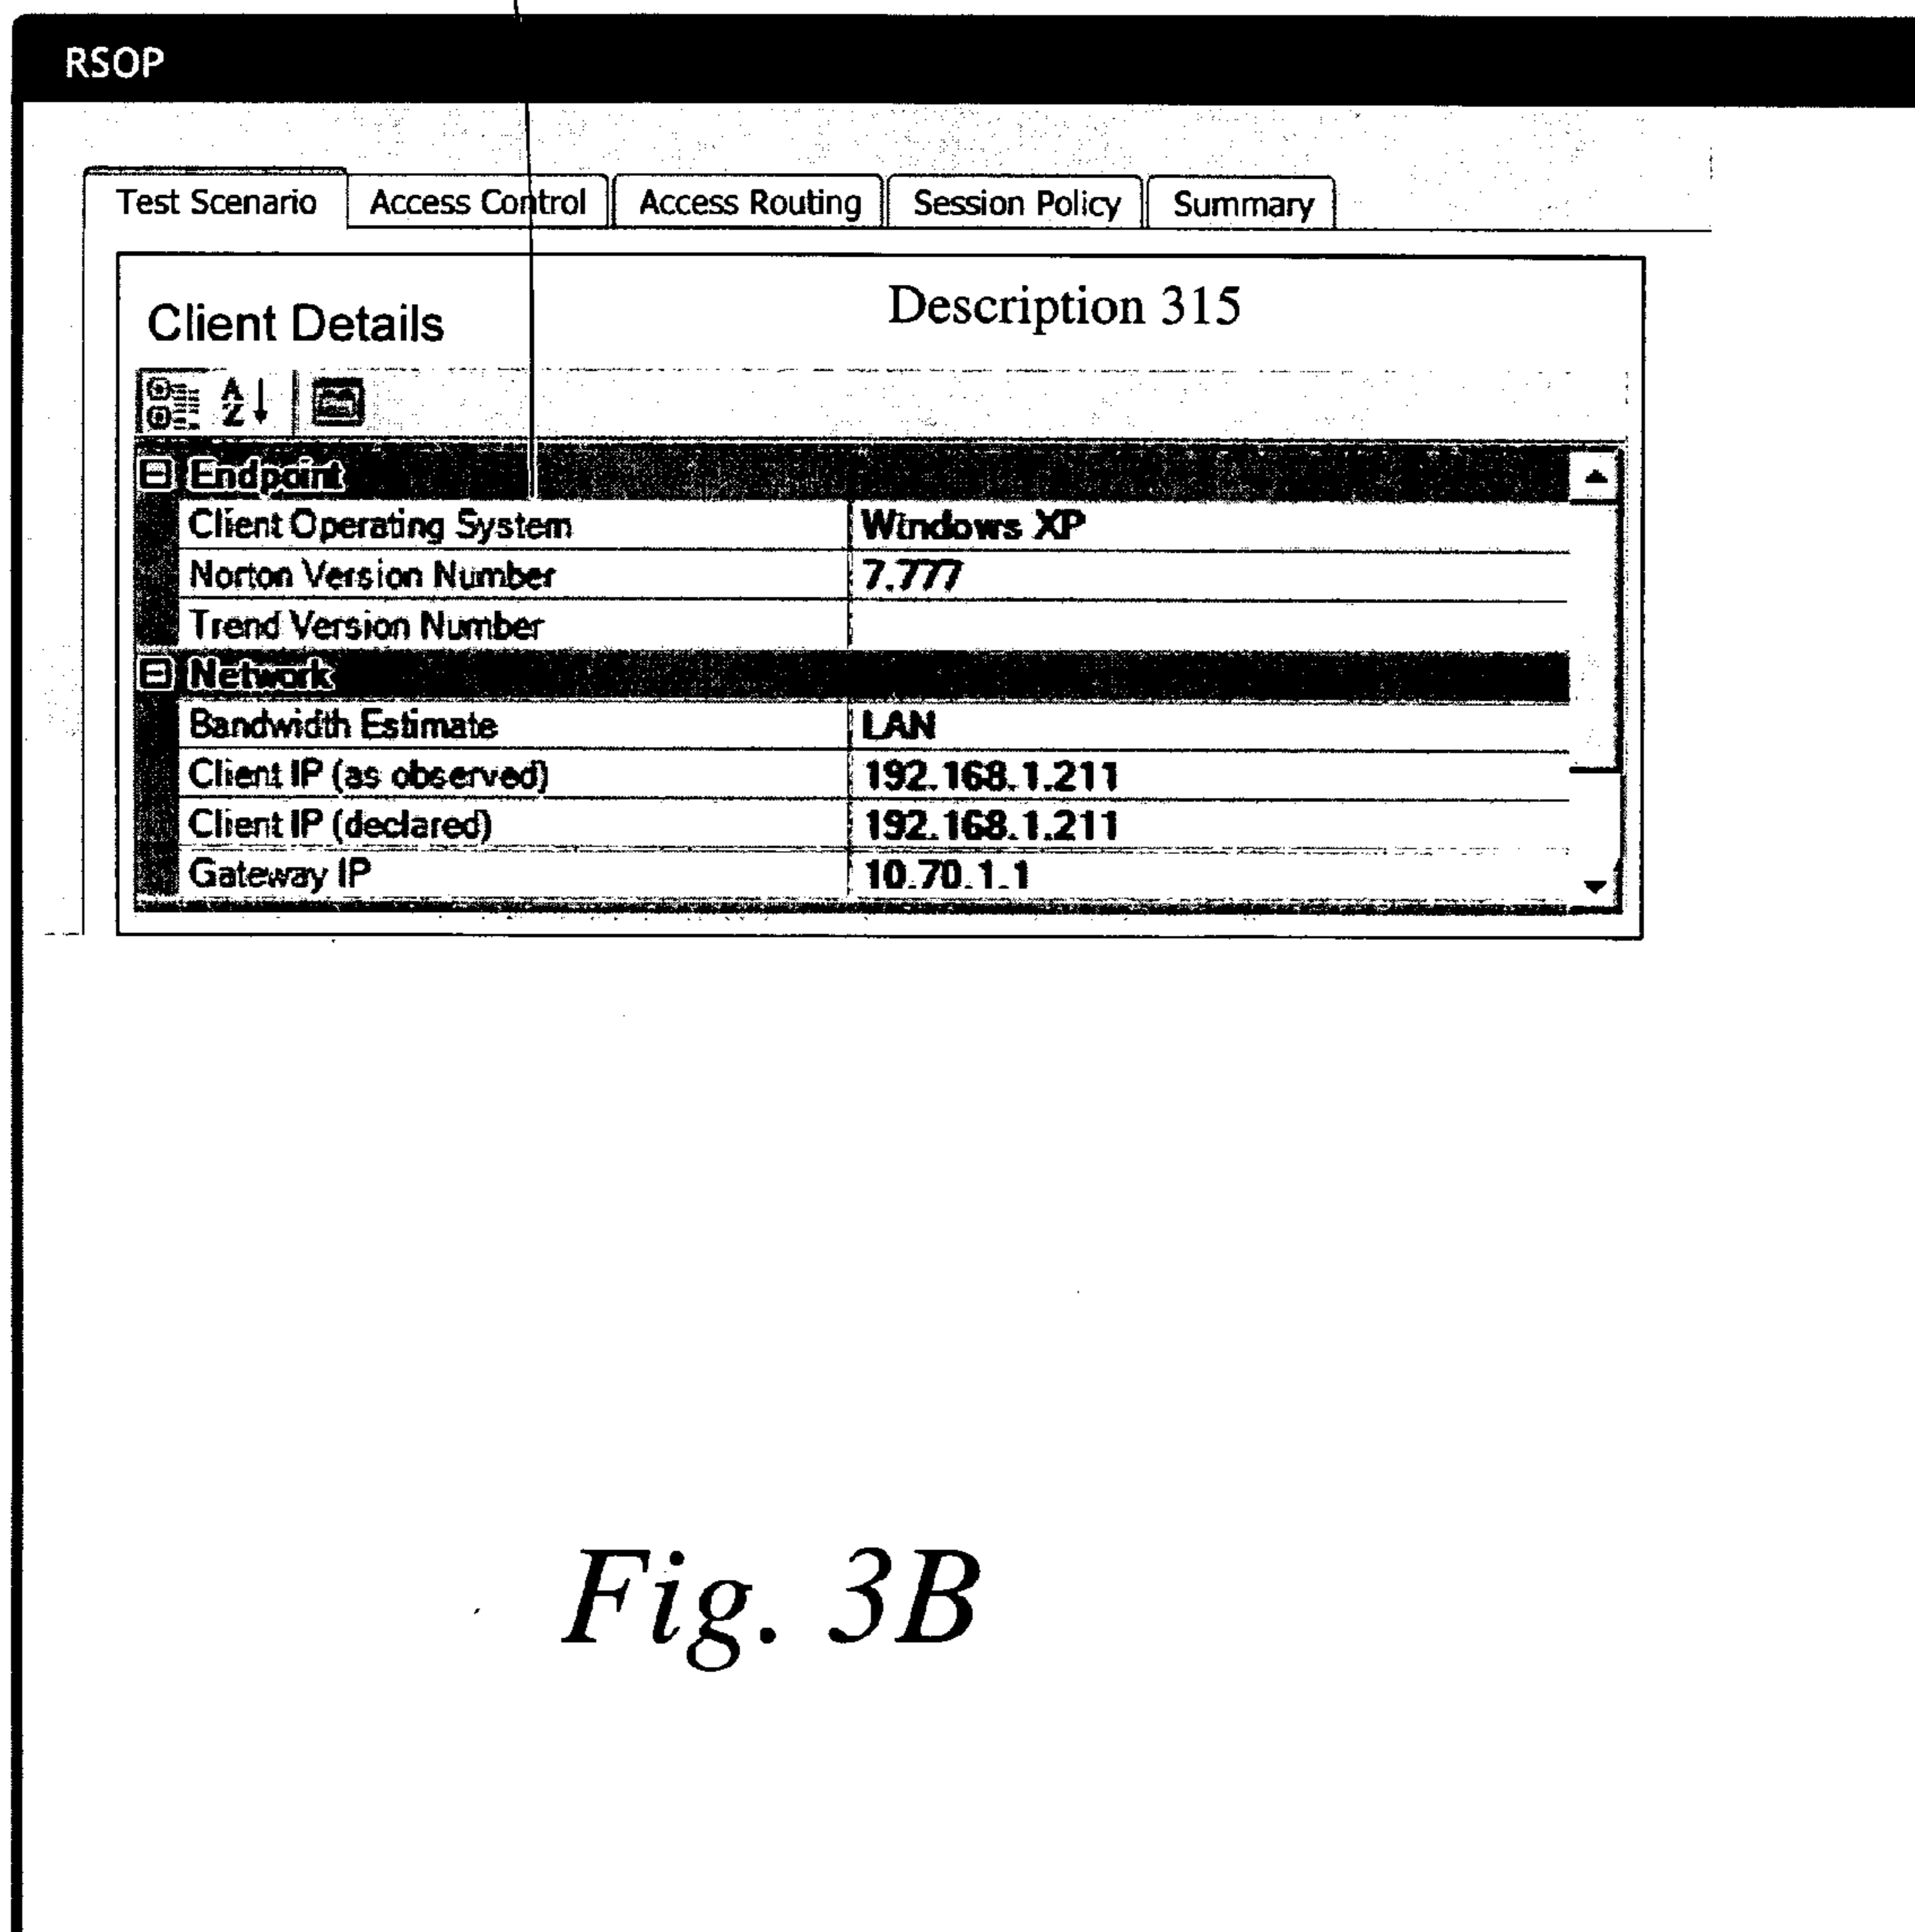 RSOP
Test Scenario Access Control Access Routing Session Policy Summary
Client Details Description 315
A Z
Endpoint
Client Operating System Windows XP
Norton Version Number 7.777
Trend Version Number
Network
Bandwidth Estimate LAN
Client IP (as observed) 192.168.1.211
Client IP (declared) 192.168.1.211
Gateway IP 10.70.1.1
Fig. 3B